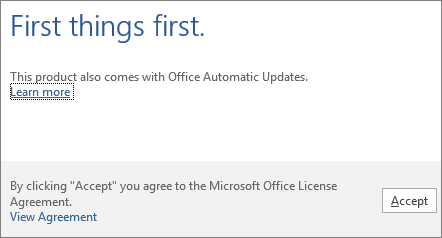 First things first.
This product also comes with Office Automatic Updates.
Learn more
By clicking "Accept" you agree to the Microsoft Office License
Agreement.
View Agreement
Accept